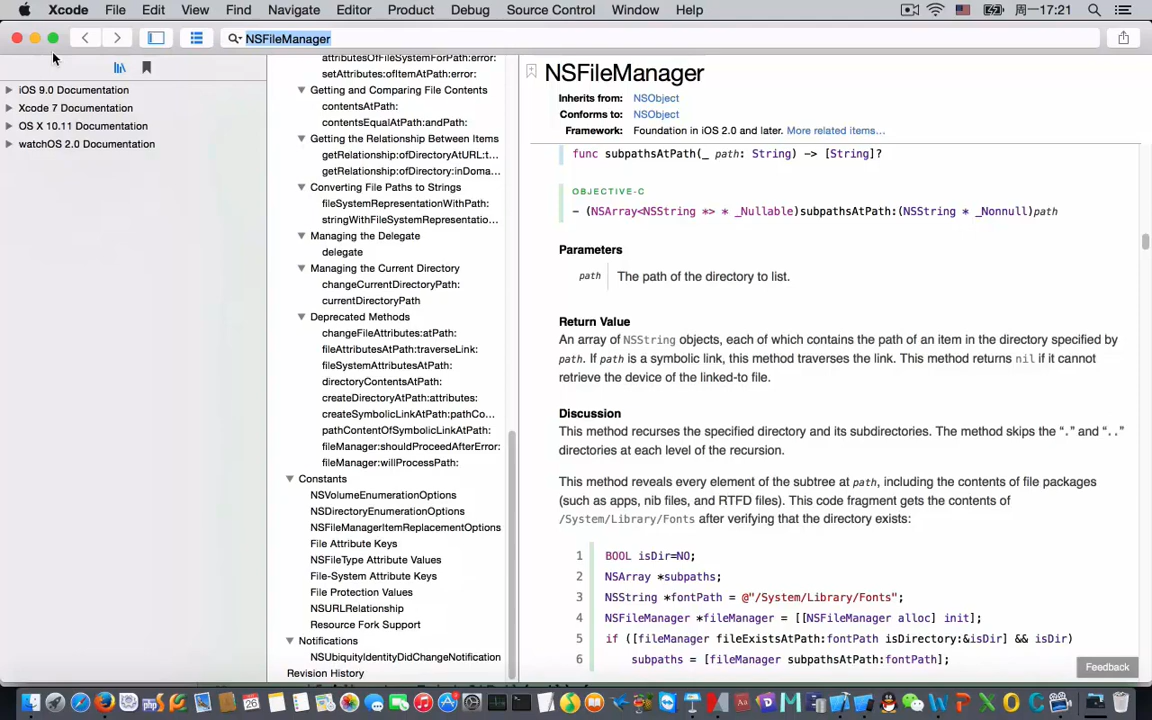 Xcode File Edit View Find Navigate Editor Product Debug Source Control Window Help 周一17:21
NSFileManager
iOS 9.0 Documentation
Xcode 7 Documentation
OS X 10.11 Documentation
watchOS 2.0 Documentation
attributesOfFileSystemForPath:error:
setAttributes:ofItemAtPath:error:
Getting and Comparing File Contents
contentsAtPath:
contentsEqualAtPath:andPath:
Getting the Relationship Between Items
getRelationship:ofDirectoryAtURL:t...
getRelationship:ofDirectory:inDoma...
Converting File Paths to Strings
fileSystemRepresentationWithPath:
stringWithFileSystemRepresentatio...
Managing the Delegate
delegate
Managing the Current Directory
changeCurrentDirectoryPath:
currentDirectoryPath
Deprecated Methods
changeFileAttributes:atPath:
fileAttributesAtPath:traverseLink:
fileSystemAttributesAtPath:
directoryContentsAtPath:
createDirectoryAtPath:attributes:
createSymbolicLinkAtPath:pathCo...
pathContentOfSymbolicLinkAtPath:
fileManager:shouldProceedAfterError:
fileManager:willProcessPath:
Constants
NSVolumeEnumerationOptions
NSDirectoryEnumerationOptions
NSFileManagerItemReplacementOptions
File Attribute Keys
NSFileType Attribute Values
File-System Attribute Keys
File Protection Values
NSURLRelationship
Resource Fork Support
Notifications
NSUbiquityIdentityDidChangeNotification
Revision History
NSFileManager
Inherits from: NSObject
Conforms to: NSObject
Framework: Foundation in iOS 2.0 and later. More related items...
func subpathsAtPath(_ path: String) -> [String]?
OBJECTIVE-C
- (NSArray<NSString *> * _Nullable)subpathsAtPath:(NSString * _Nonnull)path
Parameters
path The path of the directory to list.
Return Value
An array of NSString objects, each of which contains the path of an item in the directory specified by
path. If path is a symbolic link, this method traverses the link. This method returns nil if it cannot
retrieve the device of the linked-to file.
Discussion
This method recurses the specified directory and its subdirectories. The method skips the “.” and “..”
directories at each level of the recursion.
This method reveals every element of the subtree at path, including the contents of file packages
(such as apps, nib files, and RTFD files). This code fragment gets the contents of
/System/Library/Fonts after verifying that the directory exists:
1 BOOL isDir=NO;
2 NSArray *subpaths;
3 NSString *fontPath = @"/System/Library/Fonts";
4 NSFileManager *fileManager = [[NSFileManager alloc] init];
5 if ([fileManager fileExistsAtPath:fontPath isDirectory:&isDir] && isDir)
6 subpaths = [fileManager subpathsAtPath:fontPath];
Feedback